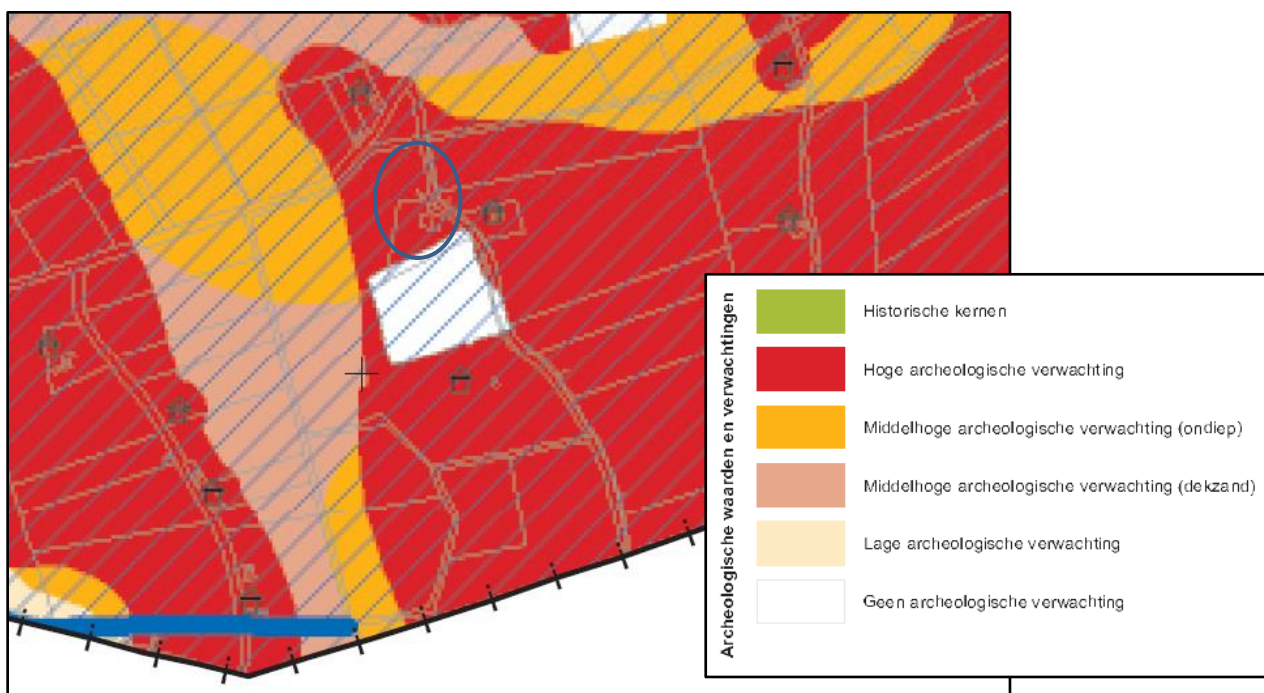 Archeologische waarden en verwachtingen
Historische kernen
Hoge archeologische verwachting
Middelhoge archeologische verwachting (ondiep)
Middelhoge archeologische verwachting (dekzand)
Lage archeologische verwachting
Geen archeologische verwachting